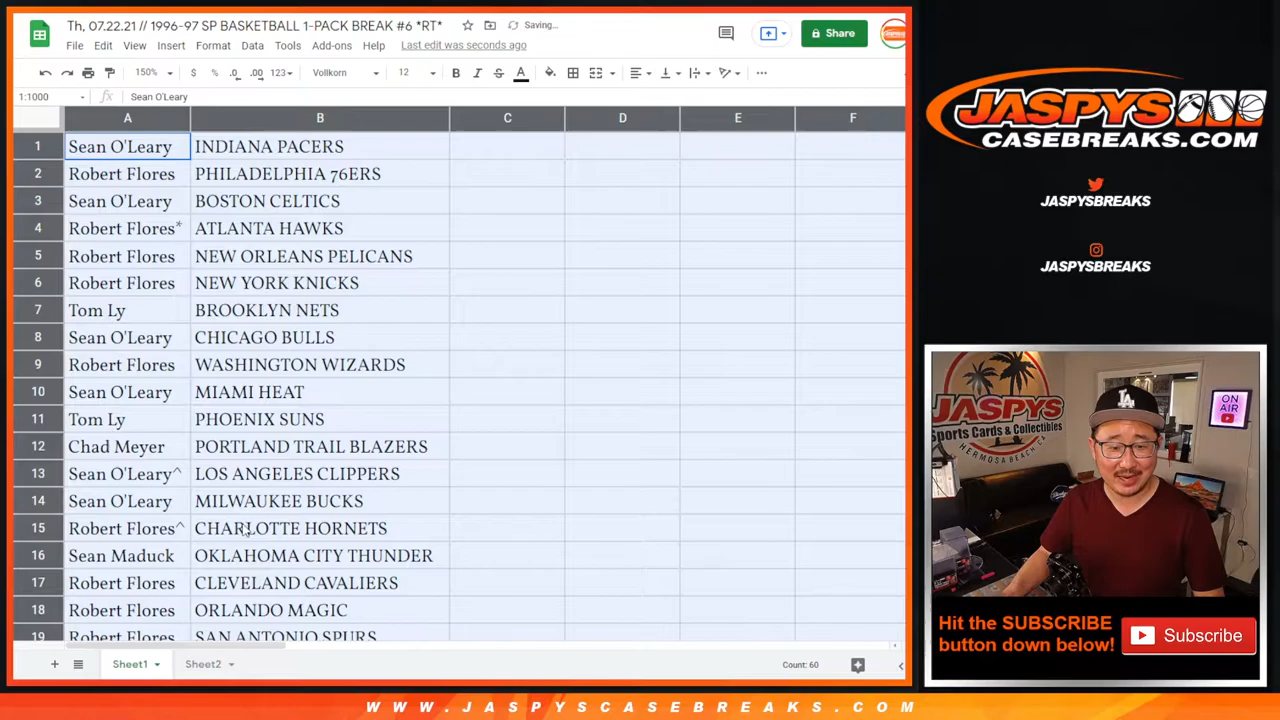 Th, 07.22.21 // 1996-97 SP BASKETBALL 1-PACK BREAK #6 *RT*
Saving...
File Edit View Insert Format Data Tools Add-ons Help Last edit was seconds ago
Share
150% $ % .0 .00 123 Vollkorn 12 B I S A
1:1000 fx Sean O'Leary
A B C D E F
1 Sean O'Leary INDIANA PACERS
2 Robert Flores PHILADELPHIA 76ERS
3 Sean O'Leary BOSTON CELTICS
4 Robert Flores* ATLANTA HAWKS
5 Robert Flores NEW ORLEANS PELICANS
6 Robert Flores NEW YORK KNICKS
7 Tom Ly BROOKLYN NETS
8 Sean O'Leary CHICAGO BULLS
9 Robert Flores WASHINGTON WIZARDS
10 Sean O'Leary MIAMI HEAT
11 Tom Ly PHOENIX SUNS
12 Chad Meyer PORTLAND TRAIL BLAZERS
13 Sean O'Leary^ LOS ANGELES CLIPPERS
14 Sean O'Leary MILWAUKEE BUCKS
15 Robert Flores^ CHARLOTTE HORNETS
16 Sean Maduck OKLAHOMA CITY THUNDER
17 Robert Flores CLEVELAND CAVALIERS
18 Robert Flores ORLANDO MAGIC
19 Robert Flores SAN ANTONIO SPURS
Sheet1 Sheet2 Count: 60
JASPYS
CASEBREAKS.COM
JASPYSBREAKS
JASPYSBREAKS
JASPYS
Sports Cards & Collectibles
HERMOSA BEACH, CA
LA
ON
AIR
Hit the SUBSCRIBE
button down below!
Subscribe
WWW.JASPYSCASEBREAKS.COM